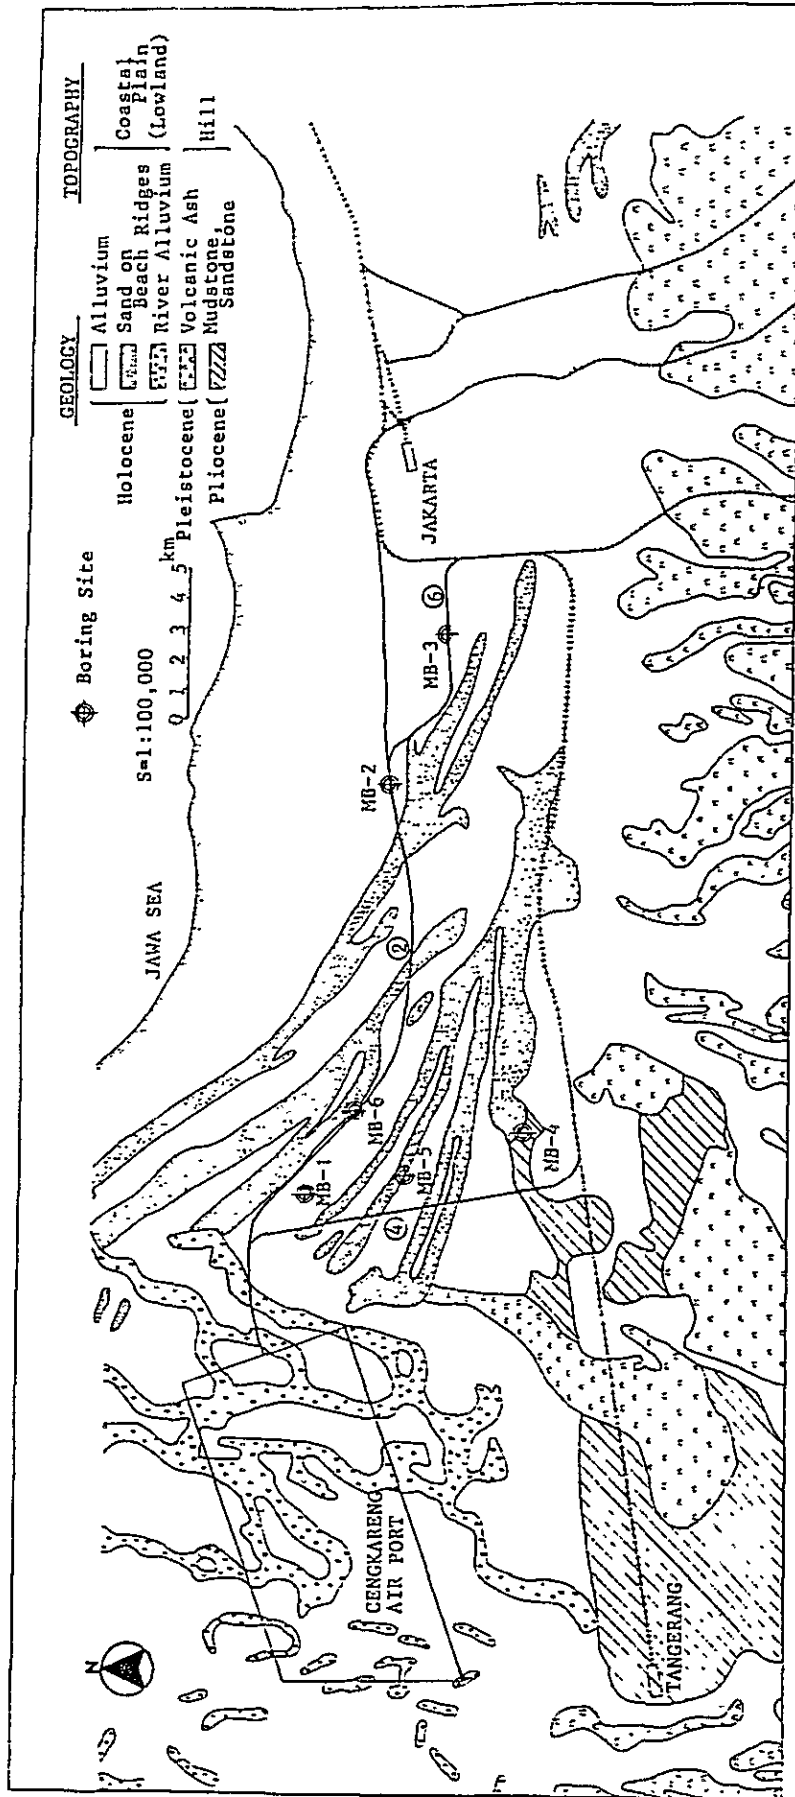 GEOLOGY
TOPOGRAPHY
Holocene
Alluvium
Sand on
Beach Ridges
River Alluvium
Coastal
Plain
(Lowland)
Pleistocene
Volcanic Ash
Pliocene
Mudstone,
Sandstone
Hill
Boring Site
S=1:100,000
0 1 2 3 4 5 km
N
JAWA SEA
JAKARTA
CENGKARENG
AIR PORT
TANGERANG
MB-1
MB-6
MB-5
MB-4
MB-2
MB-3
②
④
⑥